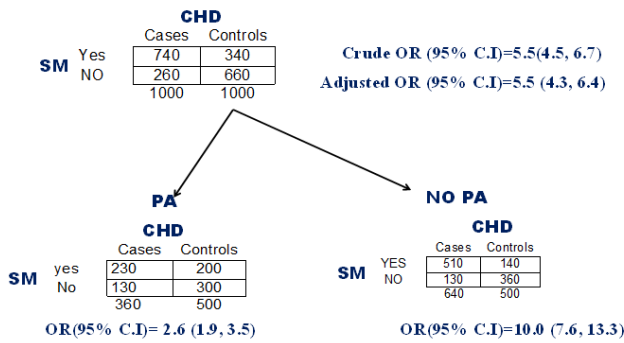 CHD
Cases Controls
SM Yes 740 340
NO 260 660
1000 1000
Crude OR (95% C.I)=5.5(4.5, 6.7)
Adjusted OR (95% C.I)=5.5 (4.3, 6.4)
PA
CHD
Cases Controls
SM yes 230 200
No 130 300
360 500
OR(95% C.I)= 2.6 (1.9, 3.5)
NO PA
CHD
Cases Controls
SM YES 510 140
NO 130 360
640 500
OR(95% C.I)=10.0 (7.6, 13.3)